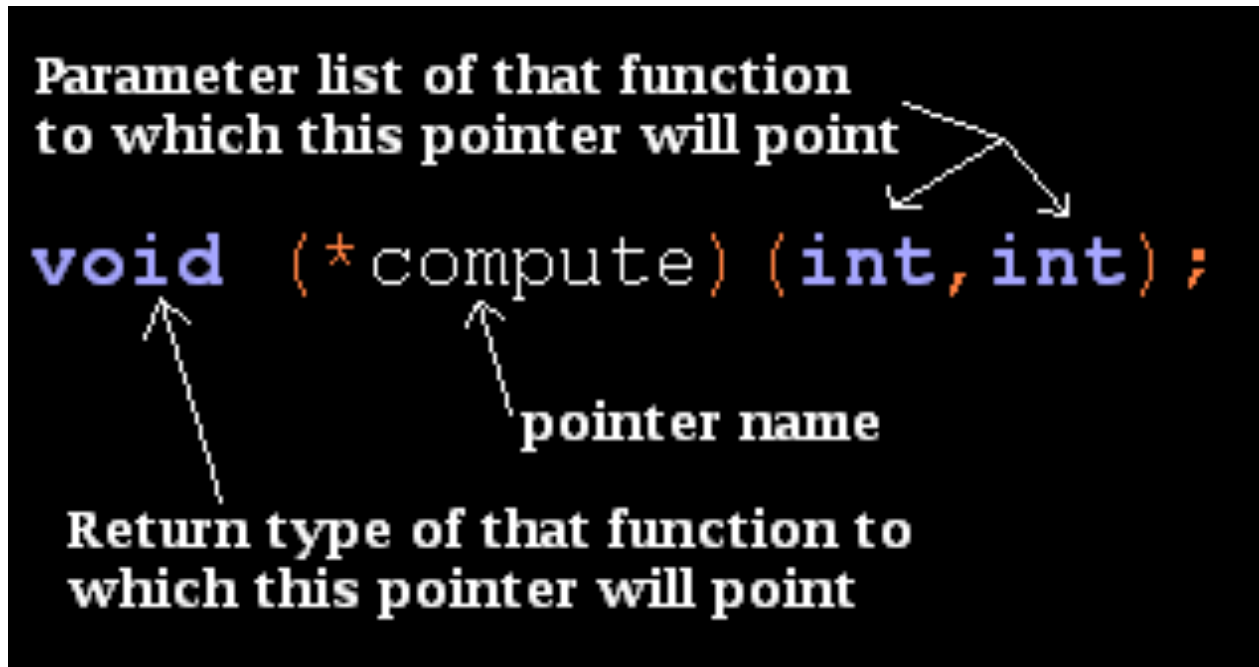 Parameter list of that function
to which this pointer will point
void (*compute)(int,int);
pointer name
Return type of that function to
which this pointer will point